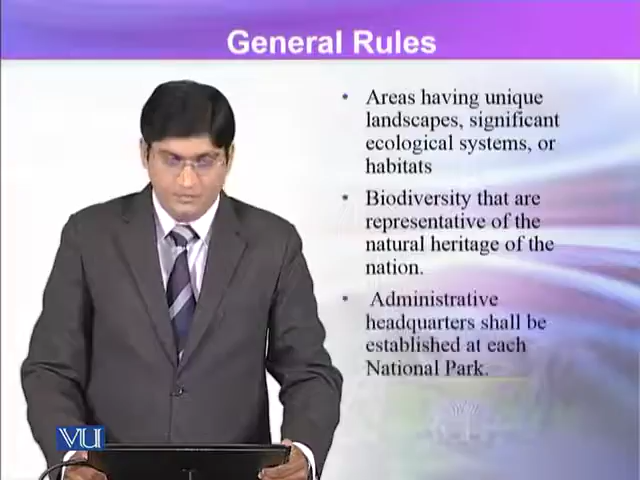 General Rules
• Areas having unique
landscapes, significant
ecological systems, or
habitats
• Biodiversity that are
representative of the
natural heritage of the
nation.
• Administrative
headquarters shall be
established at each
National Park.
VU